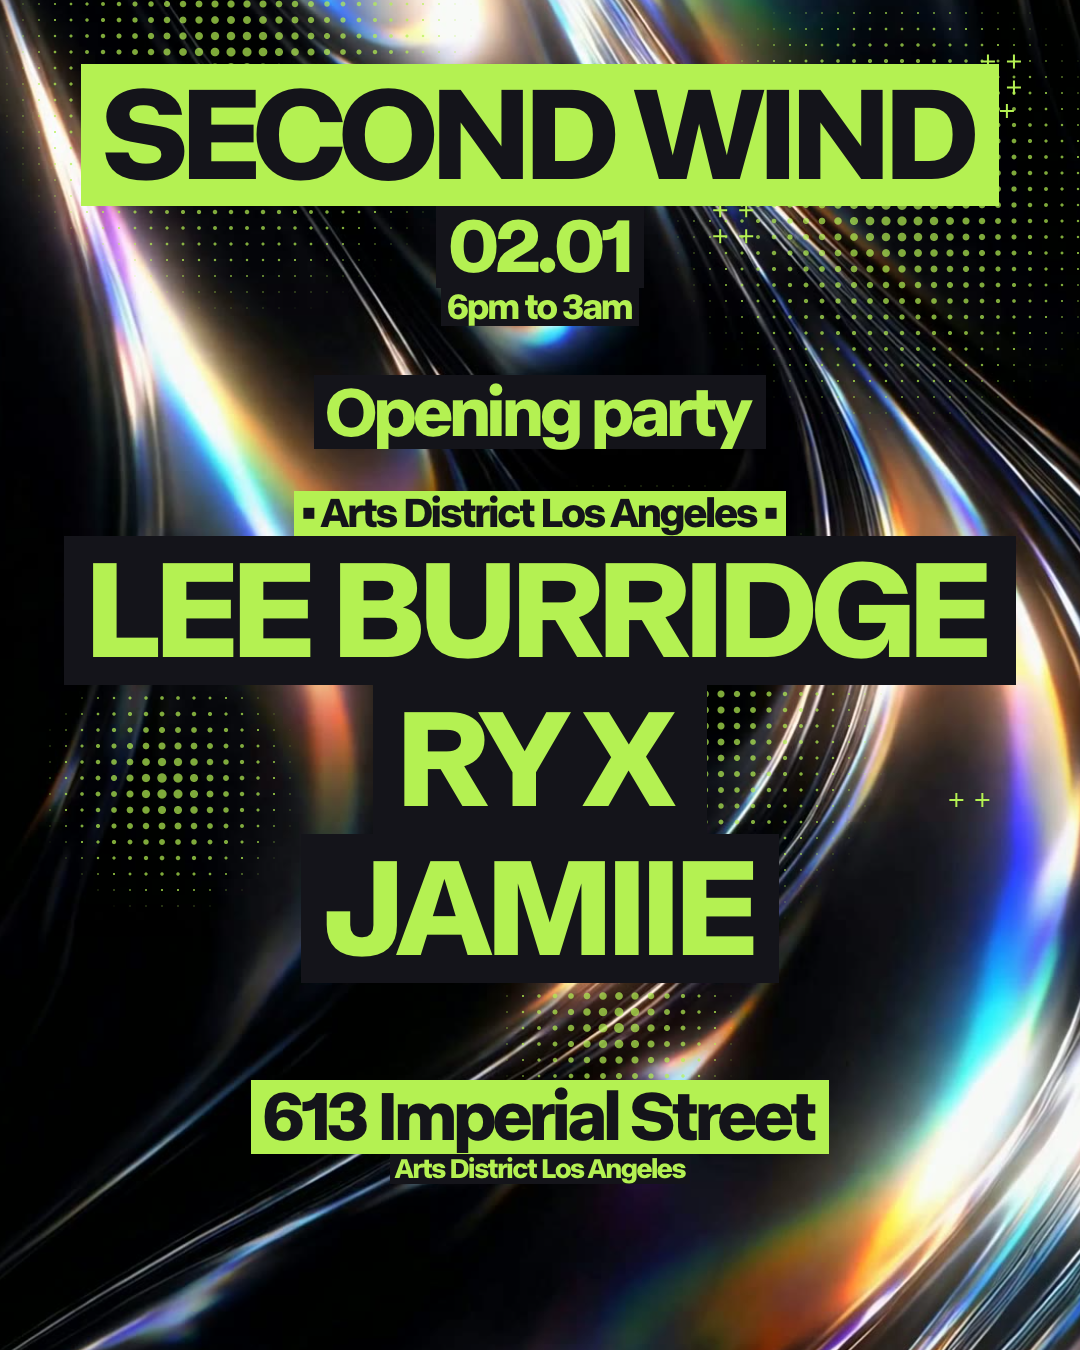 SECOND WIND
02.01
6pm to 3am
Opening party
▪ Arts District Los Angeles ▪
LEE BURRIDGE
RY X
JAMIIE
613 Imperial Street
Arts District Los Angeles